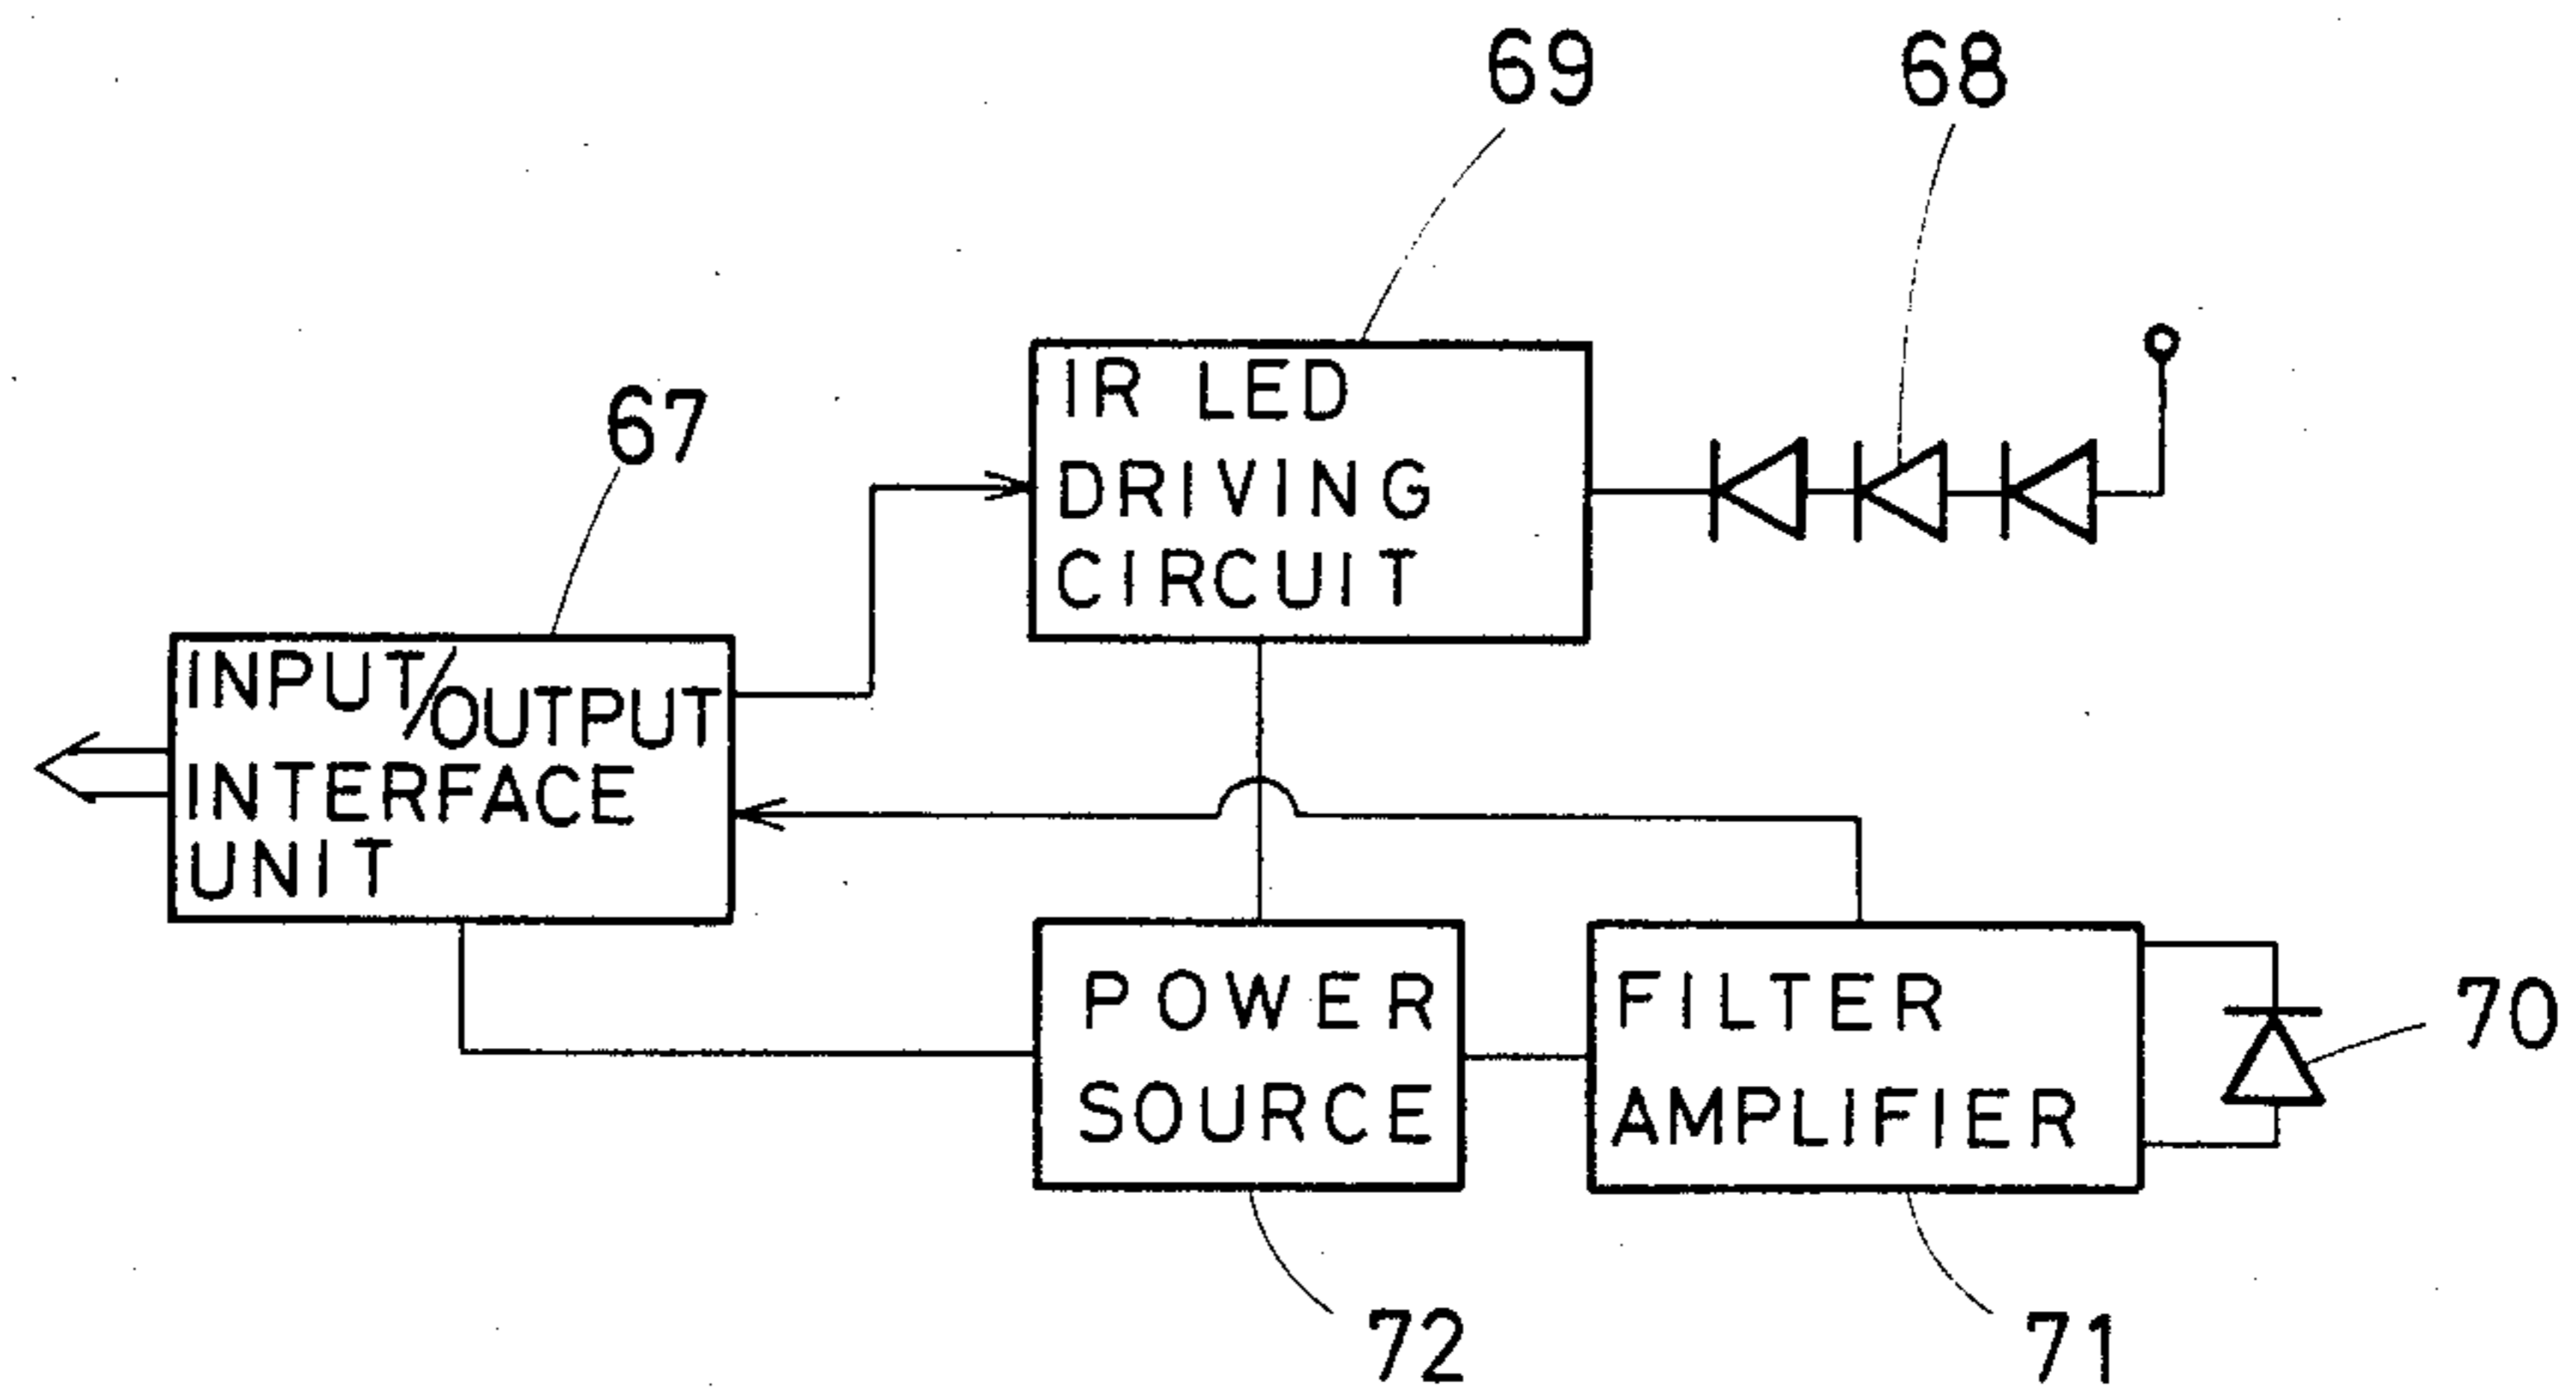 69
68
67
IR LED
DRIVING
CIRCUIT
INPUT/OUTPUT
INTERFACE
UNIT
POWER
SOURCE
FILTER
AMPLIFIER
70
72
71